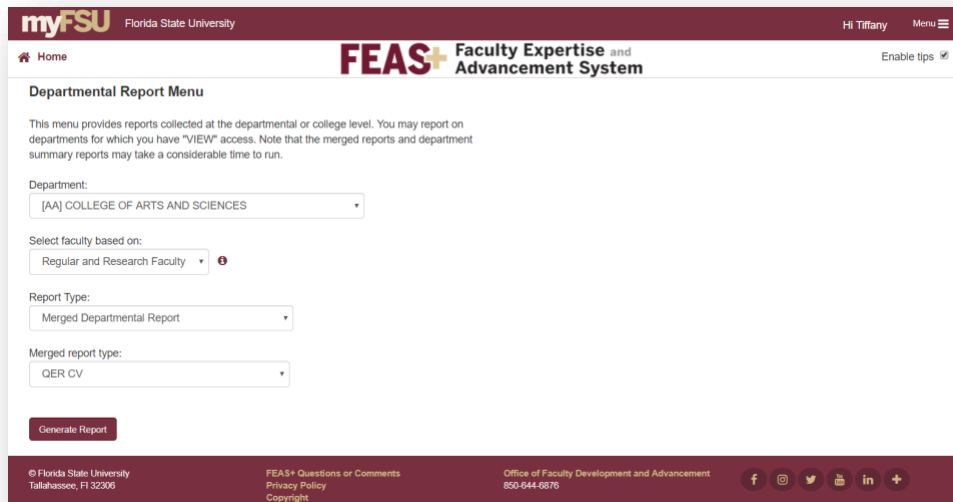 myFSU Florida State University Hi Tiffany Menu
Home FEAS+ Faculty Expertise and Enable tips
Advancement System
Departmental Report Menu
This menu provides reports collected at the departmental or college level. You may report on
departments for which you have "VIEW" access. Note that the merged reports and department
summary reports may take a considerable time to run.
Department:
[AA] COLLEGE OF ARTS AND SCIENCES
Select faculty based on:
Regular and Research Faculty
Report Type:
Merged Departmental Report
Merged report type:
QER CV
Generate Report
© Florida State University FEAS+ Questions or Comments Office of Faculty Development and Advancement
Tallahassee, Fl 32306 Privacy Policy 850-644-6876
Copyright